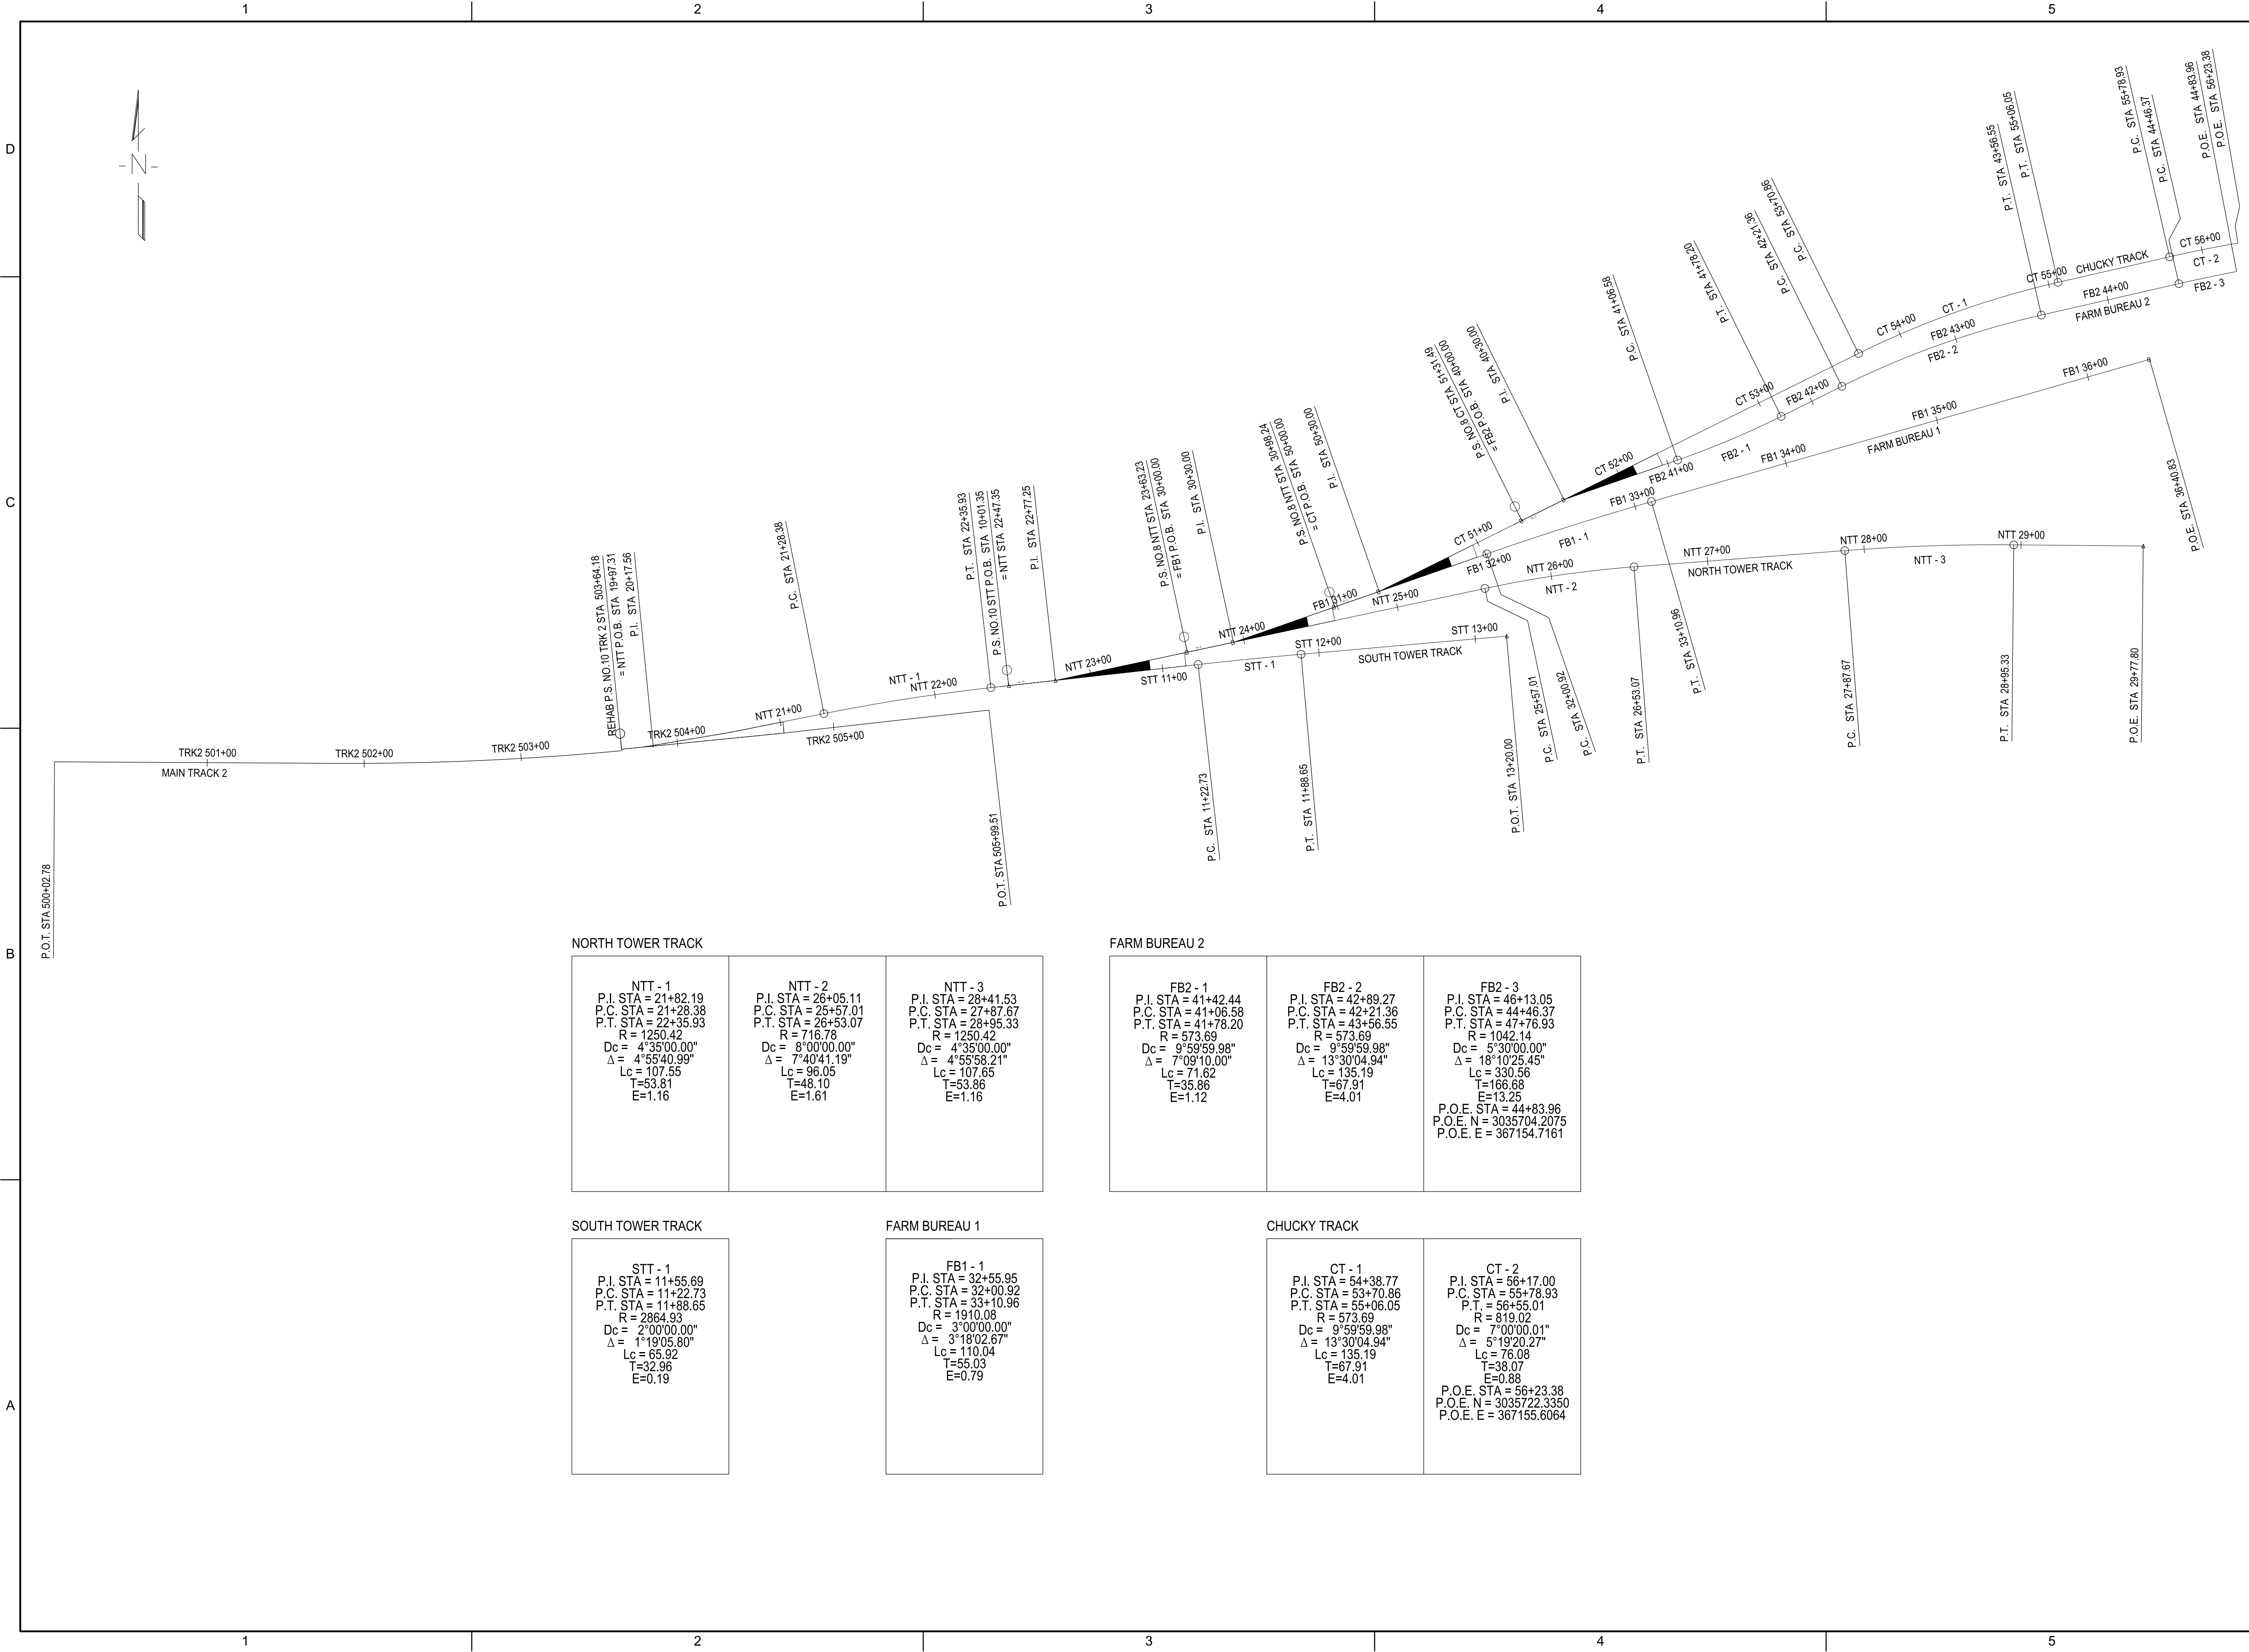 1
2
3
4
5
D
C
B
A
- N -
P.O.T. STA 500+02.78
TRK2 501+00
MAIN TRACK 2
TRK2 502+00
TRK2 503+00
REHAB P.S. NO.10 TRK 2 STA 503+64.18
= NTT P.O.B. STA 19+97.31
P.I. STA 20+17.56
TRK2 504+00
TRK2 505+00
P.O.T. STA 505+99.51
NTT 21+00
P.C. STA 21+28.38
NTT - 1
NTT 22+00
P.T. STA 22+35.93
P.S. NO.10 STT P.O.B. STA 10+01.35
= NTT STA 22+47.35
P.I. STA 22+77.25
NTT 23+00
STT 11+00
P.S. NO.8 NTT STA 23+63.23
= FB1 P.O.B. STA 30+00.00
P.I. STA 30+30.00
NTT 24+00
P.C. STA 11+22.73
STT - 1
P.T. STA 11+88.65
STT 12+00
SOUTH TOWER TRACK
STT 13+00
P.O.T. STA 13+20.00
P.S. NO.8 NTT STA 30+98.24
= CT P.O.B. STA 50+00.00
P.I. STA 50+30.00
FB1 31+00
NTT 25+00
CT 51+00
FB1 32+00
P.C. STA 25+57.01
P.C. STA 32+00.92
NTT 26+00
NTT - 2
FB1 - 1
P.T. STA 26+53.07
P.T. STA 33+10.96
FB1 33+00
P.S. NO.8 CT STA 51+31.49
= FB2 P.O.B. STA 40+00.00
P.I. STA 40+30.00
CT 52+00
FB2 41+00
P.C. STA 41+06.58
FB2 - 1
P.T. STA 41+78.20
P.C. STA 42+21.36
P.C. STA 53+70.86
CT 53+00
FB2 42+00
FB1 34+00
NTT 27+00
NORTH TOWER TRACK
P.C. STA 27+87.67
NTT 28+00
NTT - 3
P.T. STA 28+95.33
NTT 29+00
P.O.E. STA 29+77.80
FARM BUREAU 1
FB1 35+00
FB1 36+00
P.O.E. STA 36+40.83
CT 54+00
CT - 1
FB2 43+00
FB2 - 2
P.T. STA 43+56.55
P.T. STA 55+06.05
CT 55+00
CHUCKY TRACK
FB2 44+00
FARM BUREAU 2
P.C. STA 55+78.93
P.C. STA 44+46.37
P.O.E. STA 44+83.96
P.O.E. STA 56+23.38
CT 56+00
CT - 2
FB2 - 3
NORTH TOWER TRACK
NTT - 1
P.I. STA = 21+82.19
P.C. STA = 21+28.38
P.T. STA = 22+35.93
R = 1250.42
Dc = 4°35'00.00"
Δ = 4°55'40.99"
Lc = 107.55
T=53.81
E=1.16
NTT - 2
P.I. STA = 26+05.11
P.C. STA = 25+57.01
P.T. STA = 26+53.07
R = 716.78
Dc = 8°00'00.00"
Δ = 7°40'41.19"
Lc = 96.05
T=48.10
E=1.61
NTT - 3
P.I. STA = 28+41.53
P.C. STA = 27+87.67
P.T. STA = 28+95.33
R = 1250.42
Dc = 4°35'00.00"
Δ = 4°55'58.21"
Lc = 107.65
T=53.86
E=1.16
FARM BUREAU 2
FB2 - 1
P.I. STA = 41+42.44
P.C. STA = 41+06.58
P.T. STA = 41+78.20
R = 573.69
Dc = 9°59'59.98"
Δ = 7°09'10.00"
Lc = 71.62
T=35.86
E=1.12
FB2 - 2
P.I. STA = 42+89.27
P.C. STA = 42+21.36
P.T. STA = 43+56.55
R = 573.69
Dc = 9°59'59.98"
Δ = 13°30'04.94"
Lc = 135.19
T=67.91
E=4.01
FB2 - 3
P.I. STA = 46+13.05
P.C. STA = 44+46.37
P.T. STA = 47+76.93
R = 1042.14
Dc = 5°30'00.00"
Δ = 18°10'25.45"
Lc = 330.56
T=166.68
E=13.25
P.O.E. STA = 44+83.96
P.O.E. N = 3035704.2075
P.O.E. E = 367154.7161
SOUTH TOWER TRACK
STT - 1
P.I. STA = 11+55.69
P.C. STA = 11+22.73
P.T. STA = 11+88.65
R = 2864.93
Dc = 2°00'00.00"
Δ = 1°19'05.80"
Lc = 65.92
T=32.96
E=0.19
FARM BUREAU 1
FB1 - 1
P.I. STA = 32+55.95
P.C. STA = 32+00.92
P.T. STA = 33+10.96
R = 1910.08
Dc = 3°00'00.00"
Δ = 3°18'02.67"
Lc = 110.04
T=55.03
E=0.79
CHUCKY TRACK
CT - 1
P.I. STA = 54+38.77
P.C. STA = 53+70.86
P.T. STA = 55+06.05
R = 573.69
Dc = 9°59'59.98"
Δ = 13°30'04.94"
Lc = 135.19
T=67.91
E=4.01
CT - 2
P.I. STA = 56+17.00
P.C. STA = 55+78.93
P.T. = 56+55.01
R = 819.02
Dc = 7°00'00.01"
Δ = 5°19'20.27"
Lc = 76.08
T=38.07
E=0.88
P.O.E. STA = 56+23.38
P.O.E. N = 3035722.3350
P.O.E. E = 367155.6064
1
2
3
4
5